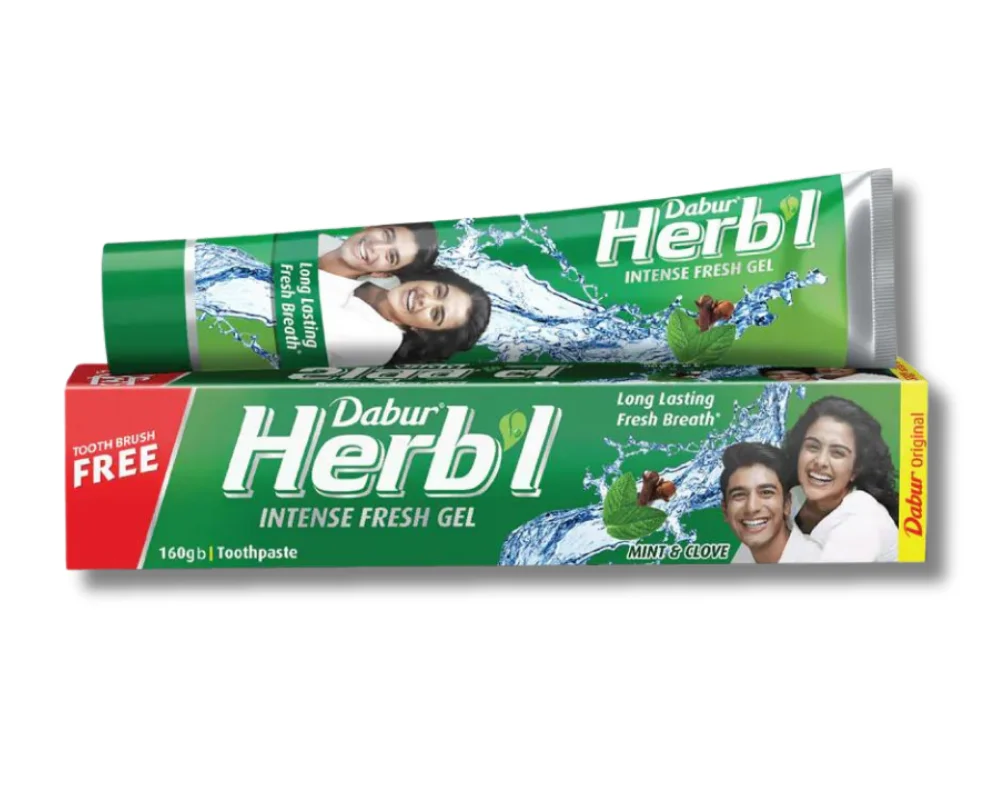 Dabur®
Herb'l
INTENSE FRESH GEL
Long Lasting
Fresh Breath*
TOOTH BRUSH
FREE
Dabur®
Herb'l
INTENSE FRESH GEL
160gb | Toothpaste
Long Lasting
Fresh Breath*
MINT & CLOVE
Dabur Original